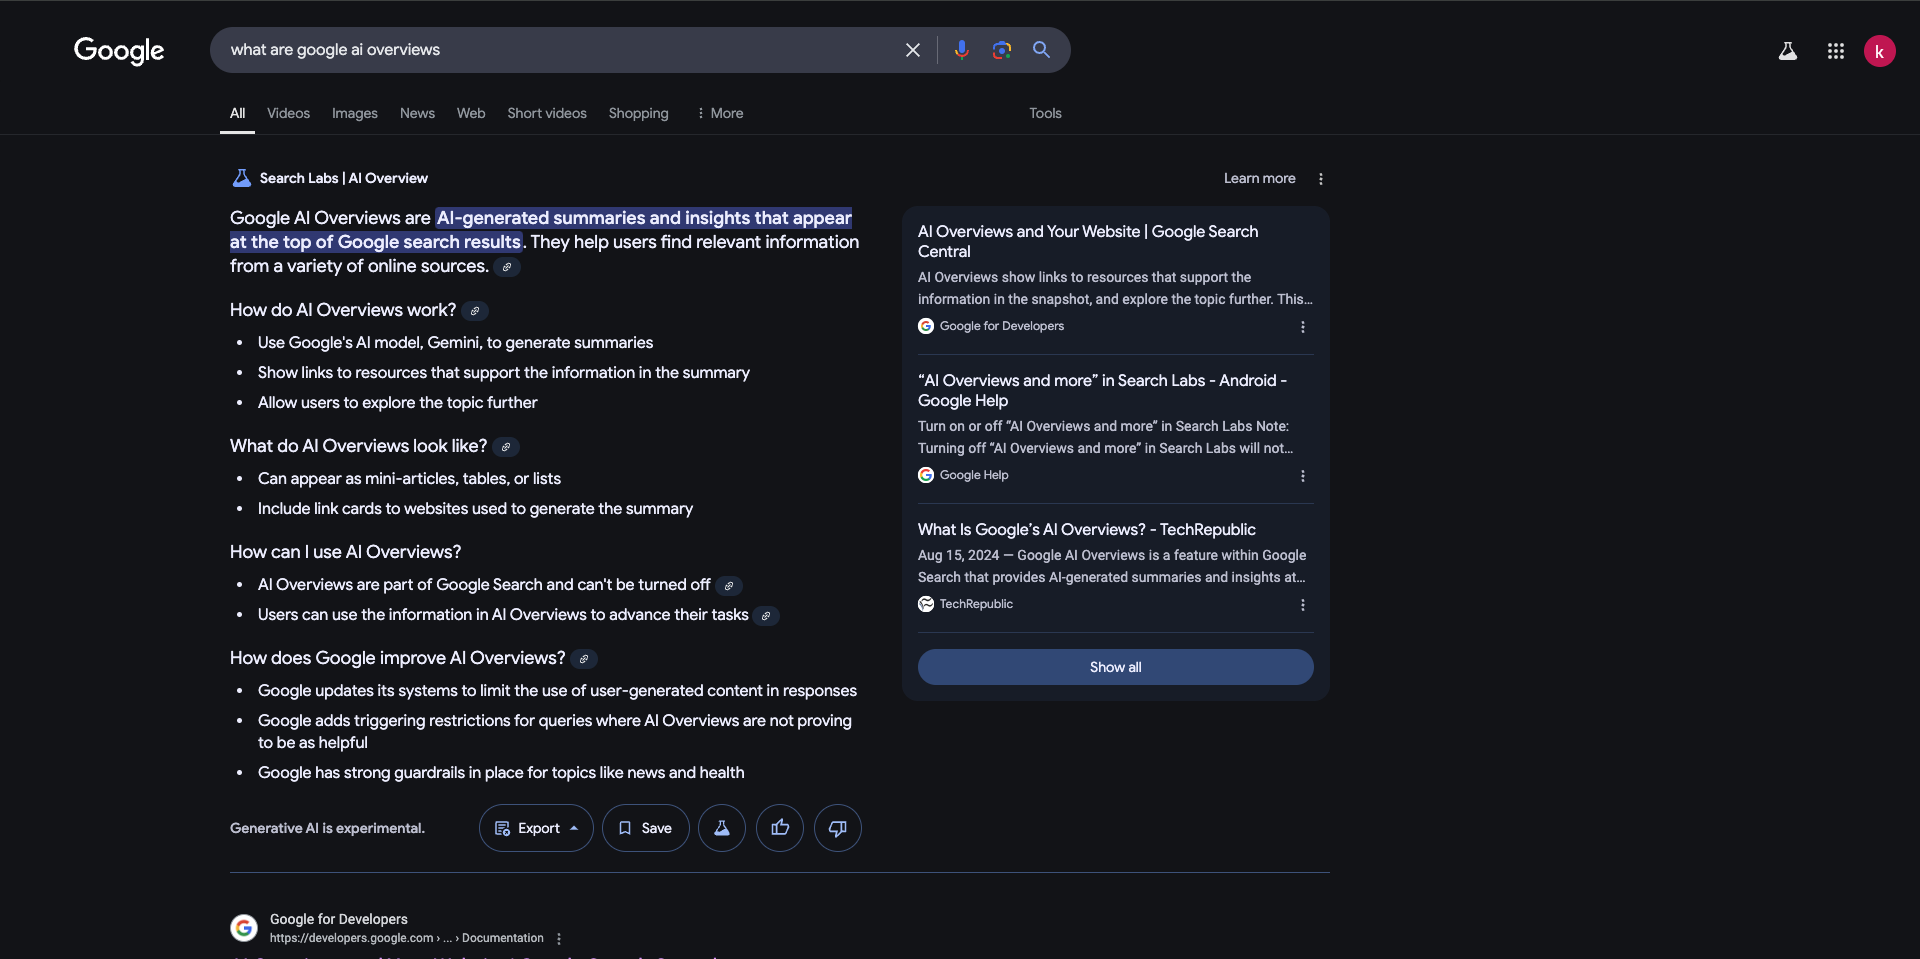 Google
what are google ai overviews
k
All Videos Images News Web Short videos Shopping More Tools
Search Labs | AI Overview
Learn more
Google AI Overviews are AI-generated summaries and insights that appear
at the top of Google search results. They help users find relevant information
from a variety of online sources.
How do AI Overviews work?
• Use Google's AI model, Gemini, to generate summaries
• Show links to resources that support the information in the summary
• Allow users to explore the topic further
What do AI Overviews look like?
• Can appear as mini-articles, tables, or lists
• Include link cards to websites used to generate the summary
How can I use AI Overviews?
• AI Overviews are part of Google Search and can't be turned off
• Users can use the information in AI Overviews to advance their tasks
How does Google improve AI Overviews?
• Google updates its systems to limit the use of user-generated content in responses
• Google adds triggering restrictions for queries where AI Overviews are not proving
to be as helpful
• Google has strong guardrails in place for topics like news and health
Generative AI is experimental.
Export
Save
AI Overviews and Your Website | Google Search
Central
AI Overviews show links to resources that support the
information in the snapshot, and explore the topic further. This...
Google for Developers
“AI Overviews and more” in Search Labs - Android -
Google Help
Turn on or off “AI Overviews and more” in Search Labs Note:
Turning off “AI Overviews and more” in Search Labs will not...
Google Help
What Is Google’s AI Overviews? - TechRepublic
Aug 15, 2024 — Google AI Overviews is a feature within Google
Search that provides AI-generated summaries and insights at...
TechRepublic
Show all
Google for Developers
https://developers.google.com › ... › Documentation